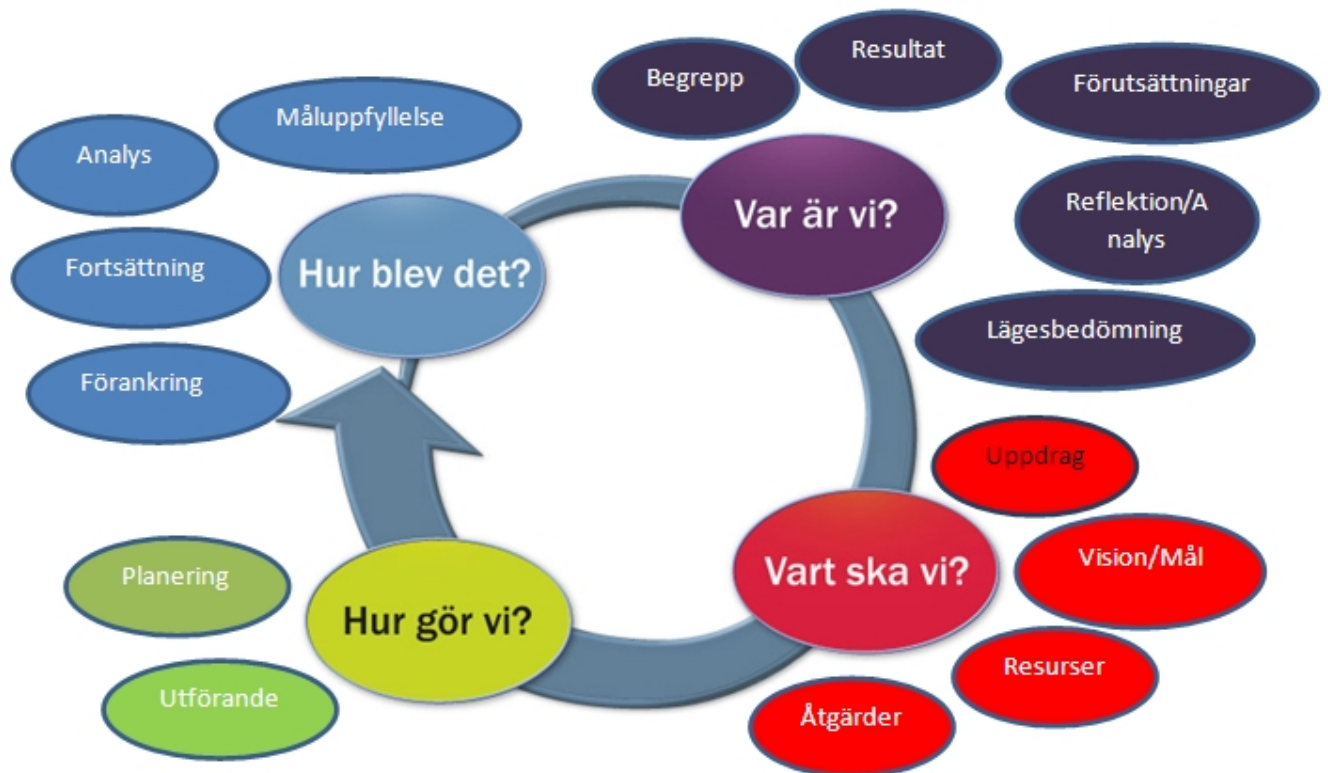 Begrepp
Resultat
Förutsättningar
Reflektion/A
nalys
Lägesbedömning
Var är vi?
Uppdrag
Vision/Mål
Resurser
Åtgärder
Vart ska vi?
Hur gör vi?
Planering
Utförande
Hur blev det?
Måluppfyllelse
Analys
Fortsättning
Förankring